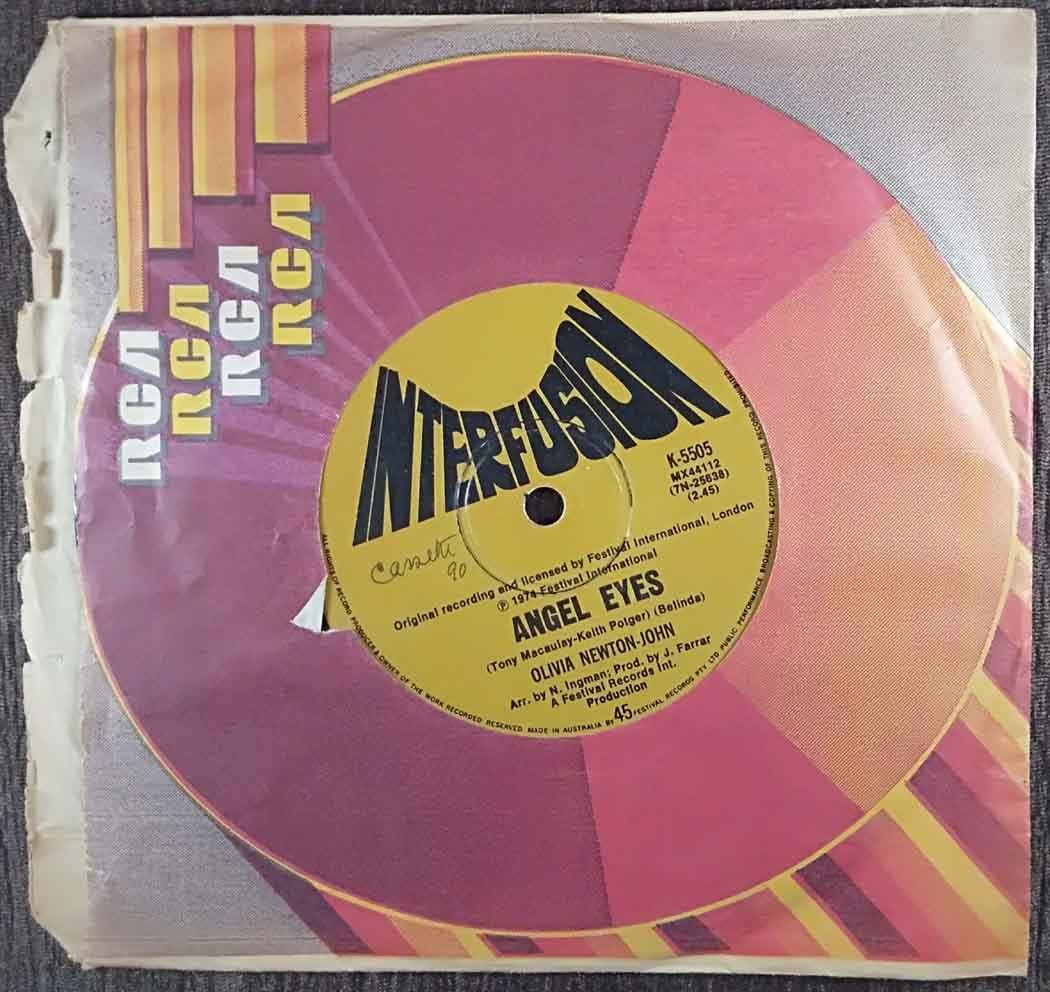 RCA
RCA
RCA
RCA
INTERFUSION
K-5505
MX44112
(7N-25638)
(2.45)
Cassette
90
Original recording and licensed by Festival International, London
℗ 1974 Festival International
ANGEL EYES
(Tony Macaulay-Keith Potger) (Belinda)
OLIVIA NEWTON-JOHN
Arr. by N. Ingman; Prod. by J. Farrar
A Festival Records Int.
Production
45
ALL RIGHTS OF RECORD PRODUCER & OWNER OF THE WORK RECORDED RESERVED. MADE IN AUSTRALIA BY FESTIVAL RECORDS PTY LTD PUBLIC PERFORMANCE BROADCASTING & COPYING OF THIS RECORD PROHIBITED